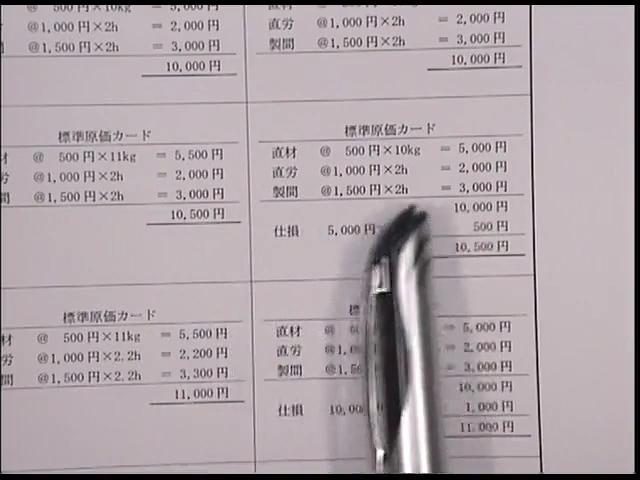 @ 500円×10kg = 5,000円
@1,000円×2h = 2,000円
@1,500円×2h = 3,000円
10,000円
直材
直労 @1,000円×2h = 2,000円
製間 @1,500円×2h = 3,000円
10,000円
標準原価カード
材 @ 500円×11kg = 5,500円
労 @1,000円×2h = 2,000円
間 @1,500円×2h = 3,000円
10,500円
標準原価カード
直材 @ 500円×10kg = 5,000円
直労 @1,000円×2h = 2,000円
製間 @1,500円×2h = 3,000円
10,000円
仕損 5,000円 500円
10,500円
標準原価カード
材 @ 500円×11kg = 5,500円
労 @1,000円×2.2h = 2,200円
間 @1,500円×2.2h = 3,300円
11,000円
標
直材 @ = 5,000円
直労 = 2,000円
製間 = 3,000円
10,000円
仕損 1,000円
11,000円